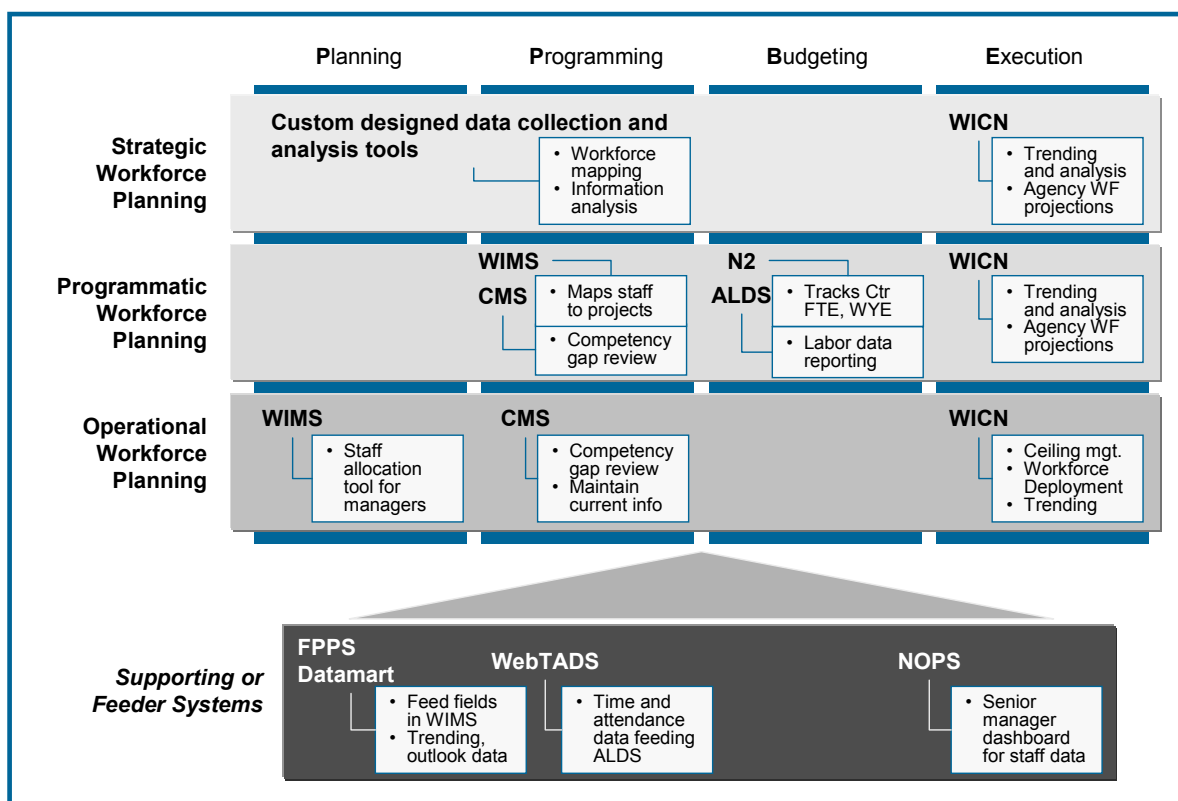 Planning
Programming
Budgeting
Execution
Strategic
Workforce
Planning
Custom designed data collection and
analysis tools
• Workforce
mapping
• Information
analysis
WICN
• Trending
and analysis
• Agency WF
projections
Programmatic
Workforce
Planning
WIMS
CMS
• Maps staff
to projects
• Competency
gap review
N2
ALDS
• Tracks Ctr
FTE, WYE
• Labor data
reporting
WICN
• Trending
and analysis
• Agency WF
projections
Operational
Workforce
Planning
WIMS
• Staff
allocation
tool for
managers
CMS
• Competency
gap review
• Maintain
current info
WICN
• Ceiling mgt.
• Workforce
Deployment
• Trending
Supporting or
Feeder Systems
FPPS
Datamart
• Feed fields
in WIMS
• Trending,
outlook data
WebTADS
• Time and
attendance
data feeding
ALDS
NOPS
• Senior
manager
dashboard
for staff data